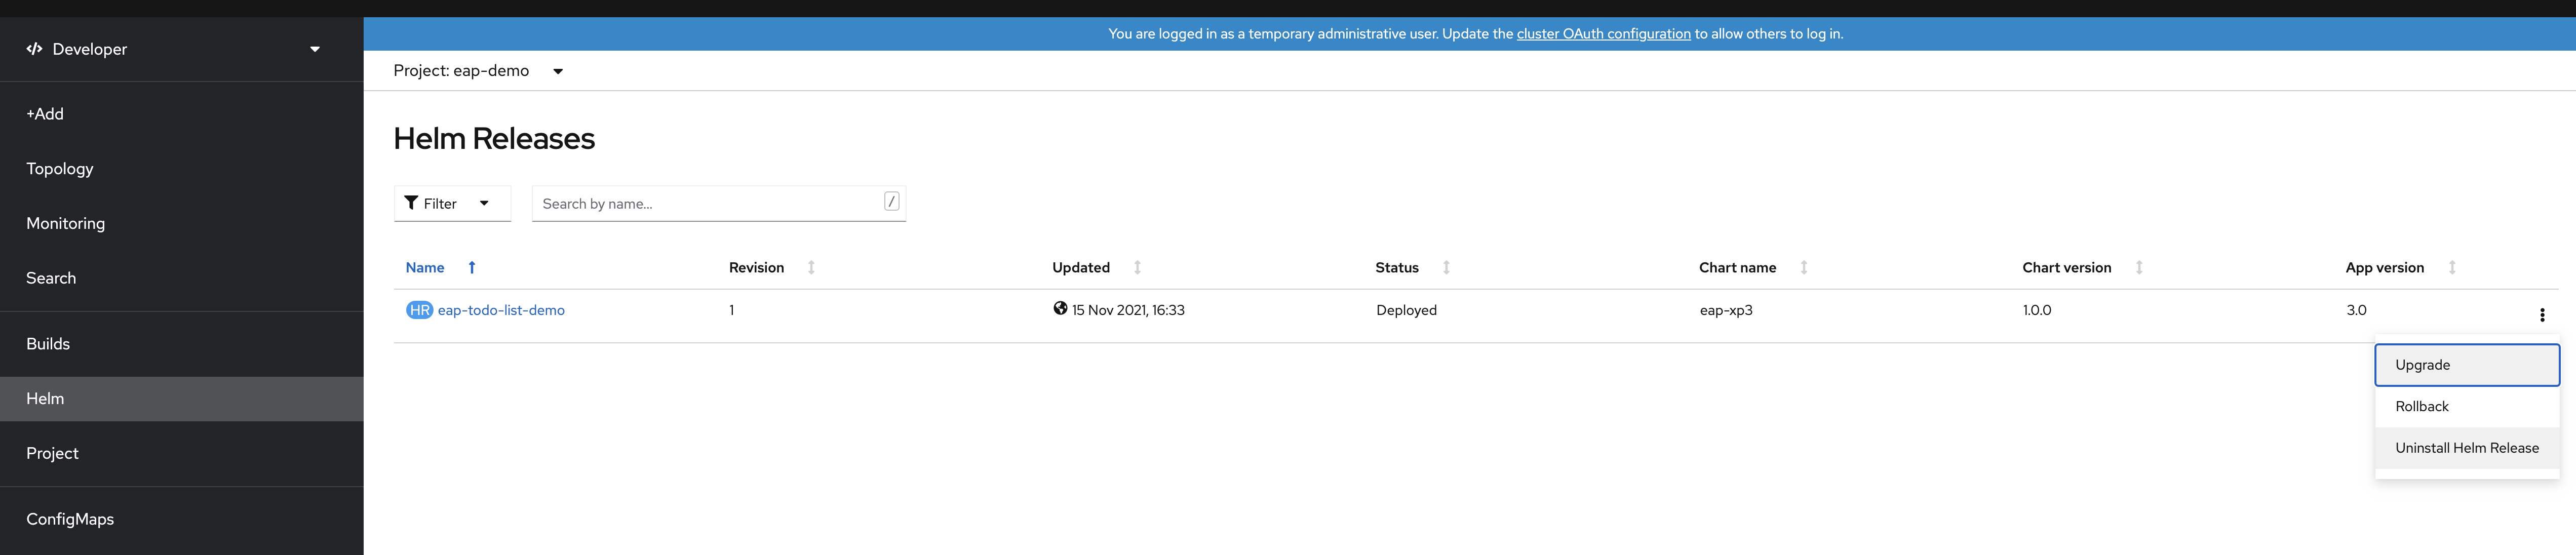 Developer
+Add
Topology
Monitoring
Search
Builds
Helm
Project
ConfigMaps
You are logged in as a temporary administrative user. Update the cluster OAuth configuration to allow others to log in.
Project: eap-demo
Helm Releases
Filter Search by name... /
Name Revision Updated Status Chart name Chart version App version
HR eap-todo-list-demo 1 15 Nov 2021, 16:33 Deployed eap-xp3 1.0.0 3.0
Upgrade
Rollback
Uninstall Helm Release